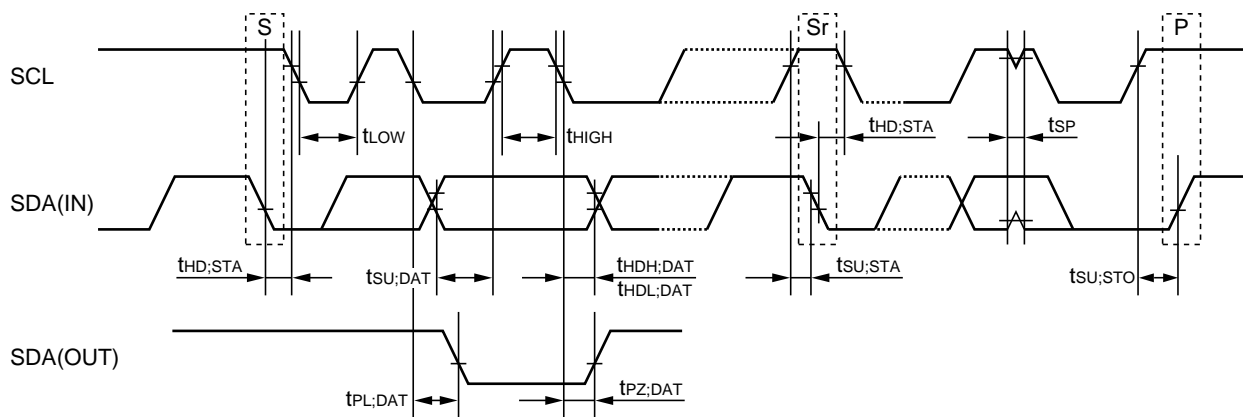 S
Sr
P
SCL
tLOW
tHIGH
tHD;STA
tSP
SDA(IN)
tHD;STA
tSU;DAT
tHDH;DAT
tHDL;DAT
tSU;STA
tSU;STO
SDA(OUT)
tPL;DAT
tPZ;DAT